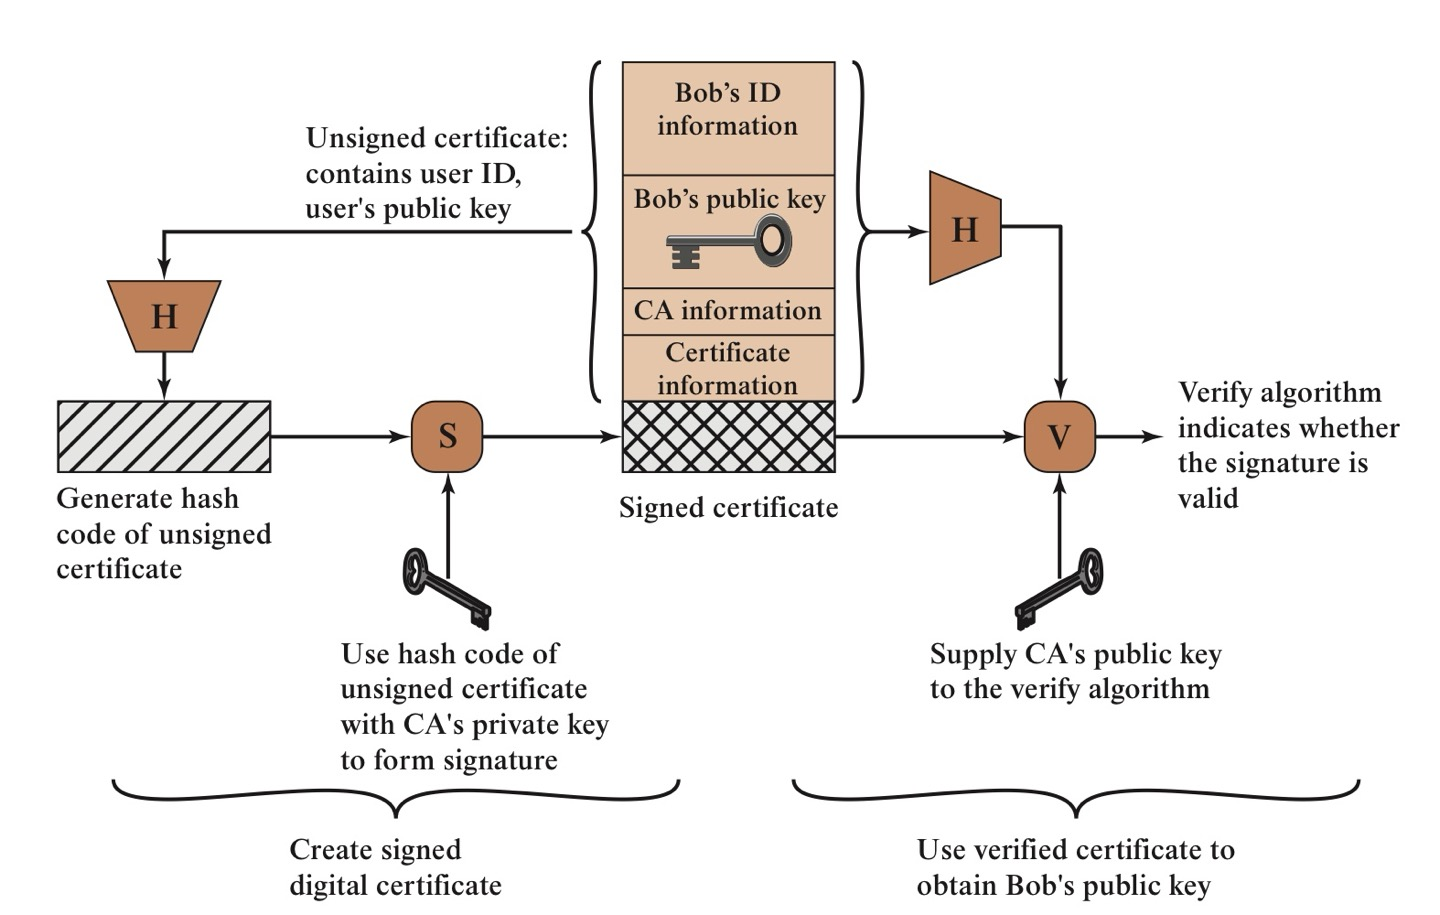 Bob's ID
information
Unsigned certificate:
contains user ID,
user's public key
Bob's public key
H
H
CA information
Certificate
information
S
V
Verify algorithm
indicates whether
the signature is
valid
Generate hash
code of unsigned
certificate
Signed certificate
Use hash code of
unsigned certificate
with CA's private key
to form signature
Supply CA's public key
to the verify algorithm
Create signed
digital certificate
Use verified certificate to
obtain Bob's public key